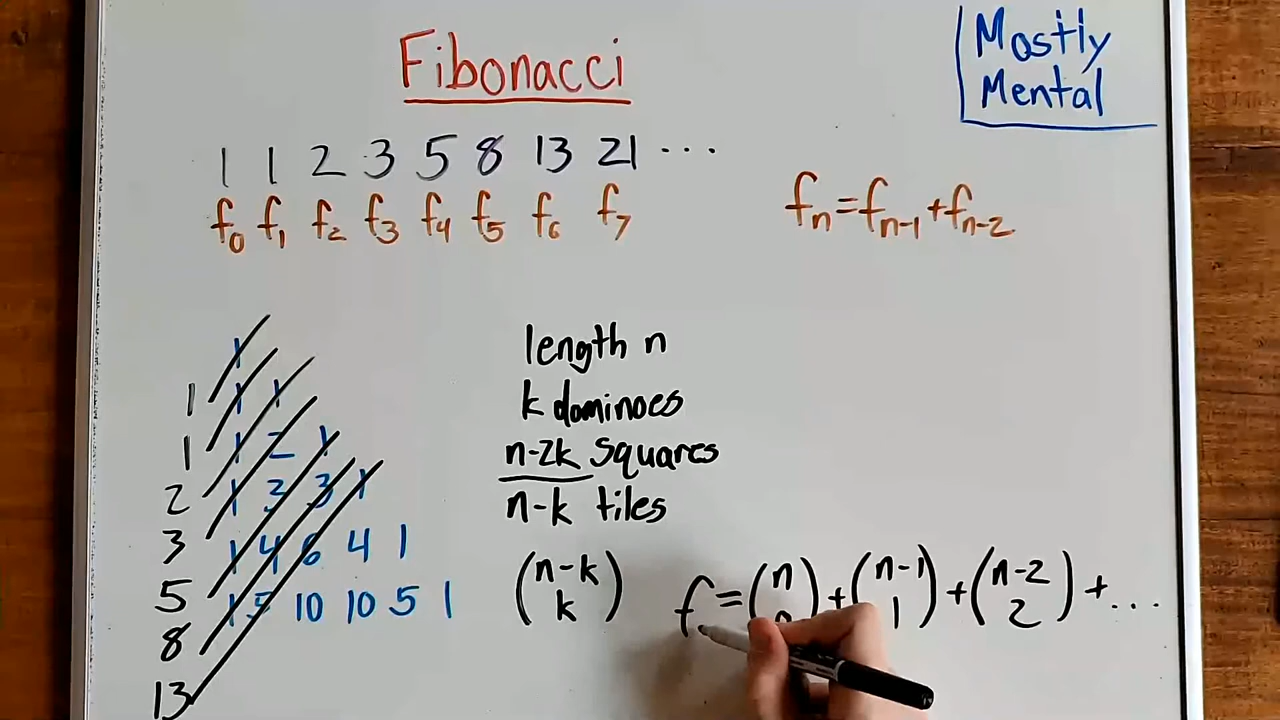 Fibonacci
Mostly
Mental
1 1 2 3 5 8 13 21 ...
f₀ f₁ f₂ f₃ f₄ f₅ f₆ f₇
fₙ=fₙ₋₁+fₙ₋₂
1
1 1 1
1 1 2 1
2 1 3 3 1
3 1 4 6 4 1
5 1 5 10 10 5 1
8
13
length n
k dominoes
n-2k squares
n-k tiles
(n-k
k)
f =(n
) + (n-1
1) + (n-2
2) + ...